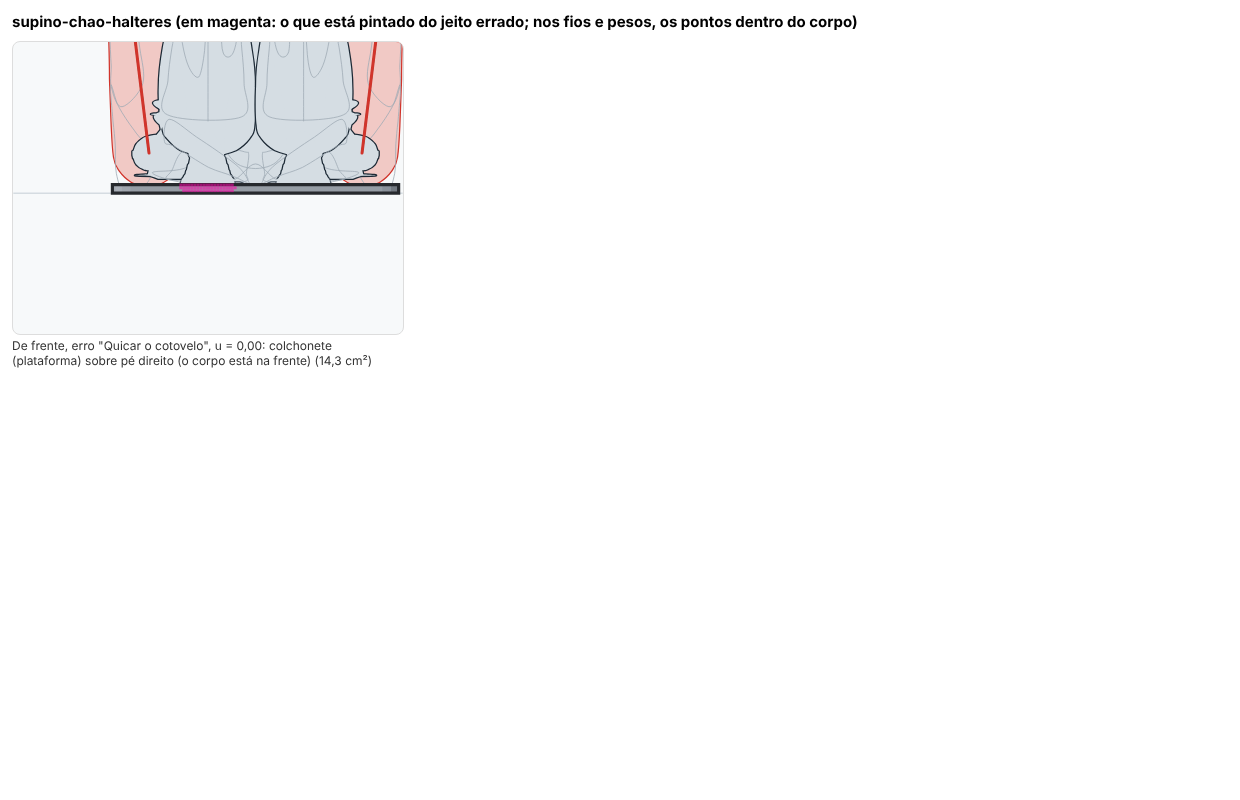 supino-chao-halteres (em magenta: o que está pintado do jeito errado; nos fios e pesos, os pontos dentro do corpo)
De frente, erro "Quicar o cotovelo", u = 0,00: colchonete
(plataforma) sobre pé direito (o corpo está na frente) (14,3 cm²)